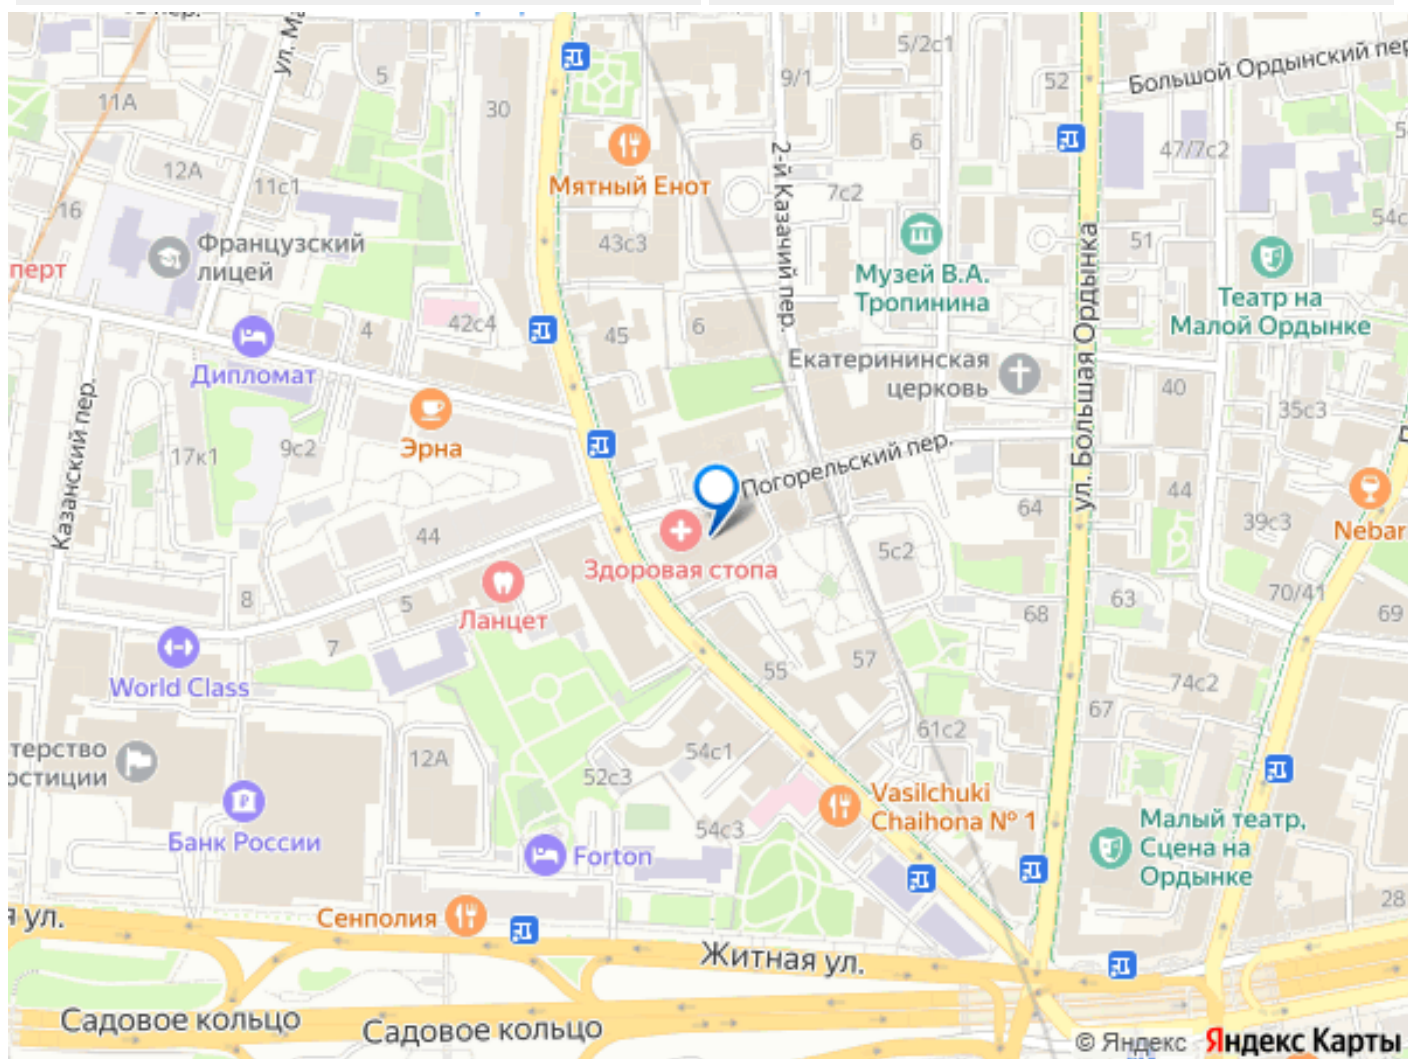 ул. Ма
5
30
11А
12А
11с1
16
Французский
лицей
перт
Дипломат
4
42с4
Эрна
9с2
17к1
Казанский пер.
Мятный Енот
43с3
45
6
9/1
5/2с1
52
Большой Ордынский пер
47/7с2
5
6
7с2
2-й Казачий пер.
Музей В.А.
Тропинина
51
54с
Театр на
Малой Ордынке
ул. Большая Ордынка
Екатерининская
церковь
40
35с3
Погорельский пер.
64
44
39с3
Nebar
Здоровая стопа
5с2
44
8
5
7
Ланцет
World Class
55
57
68
63
70/41
69
74с2
67
61с2
терство
остиции
12А
54с1
52с3
Банк России
54с3
Forton
Vasilchuki
Chaihona № 1
Малый театр,
Сцена на
Ордынке
28
я ул.
Сенполия
Житная ул.
Садовое кольцо
Садовое кольцо
© Яндекс Яндекс Карты